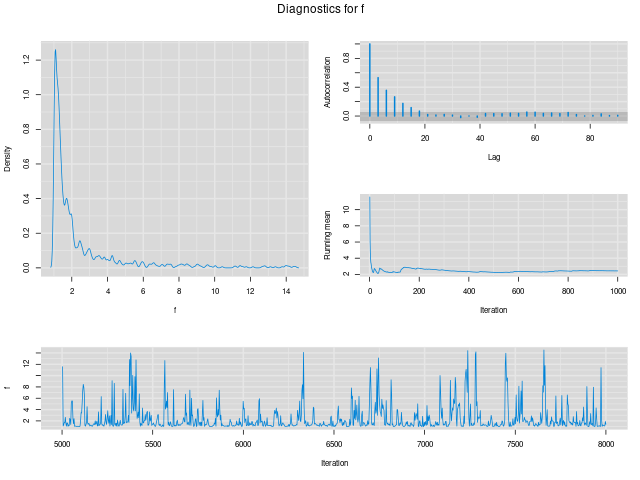 Diagnostics for f
Density
0.0 0.2 0.4 0.6 0.8 1.0 1.2
2 4 6 8 10 12 14
f
Autocorrelation
0.0 0.4 0.8
0 20 40 60 80
Lag
Running mean
2 4 6 8 10
0 200 400 600 800 1000
Iteration
f
2 4 6 8 12
5000 5500 6000 6500 7000 7500 8000
Iteration